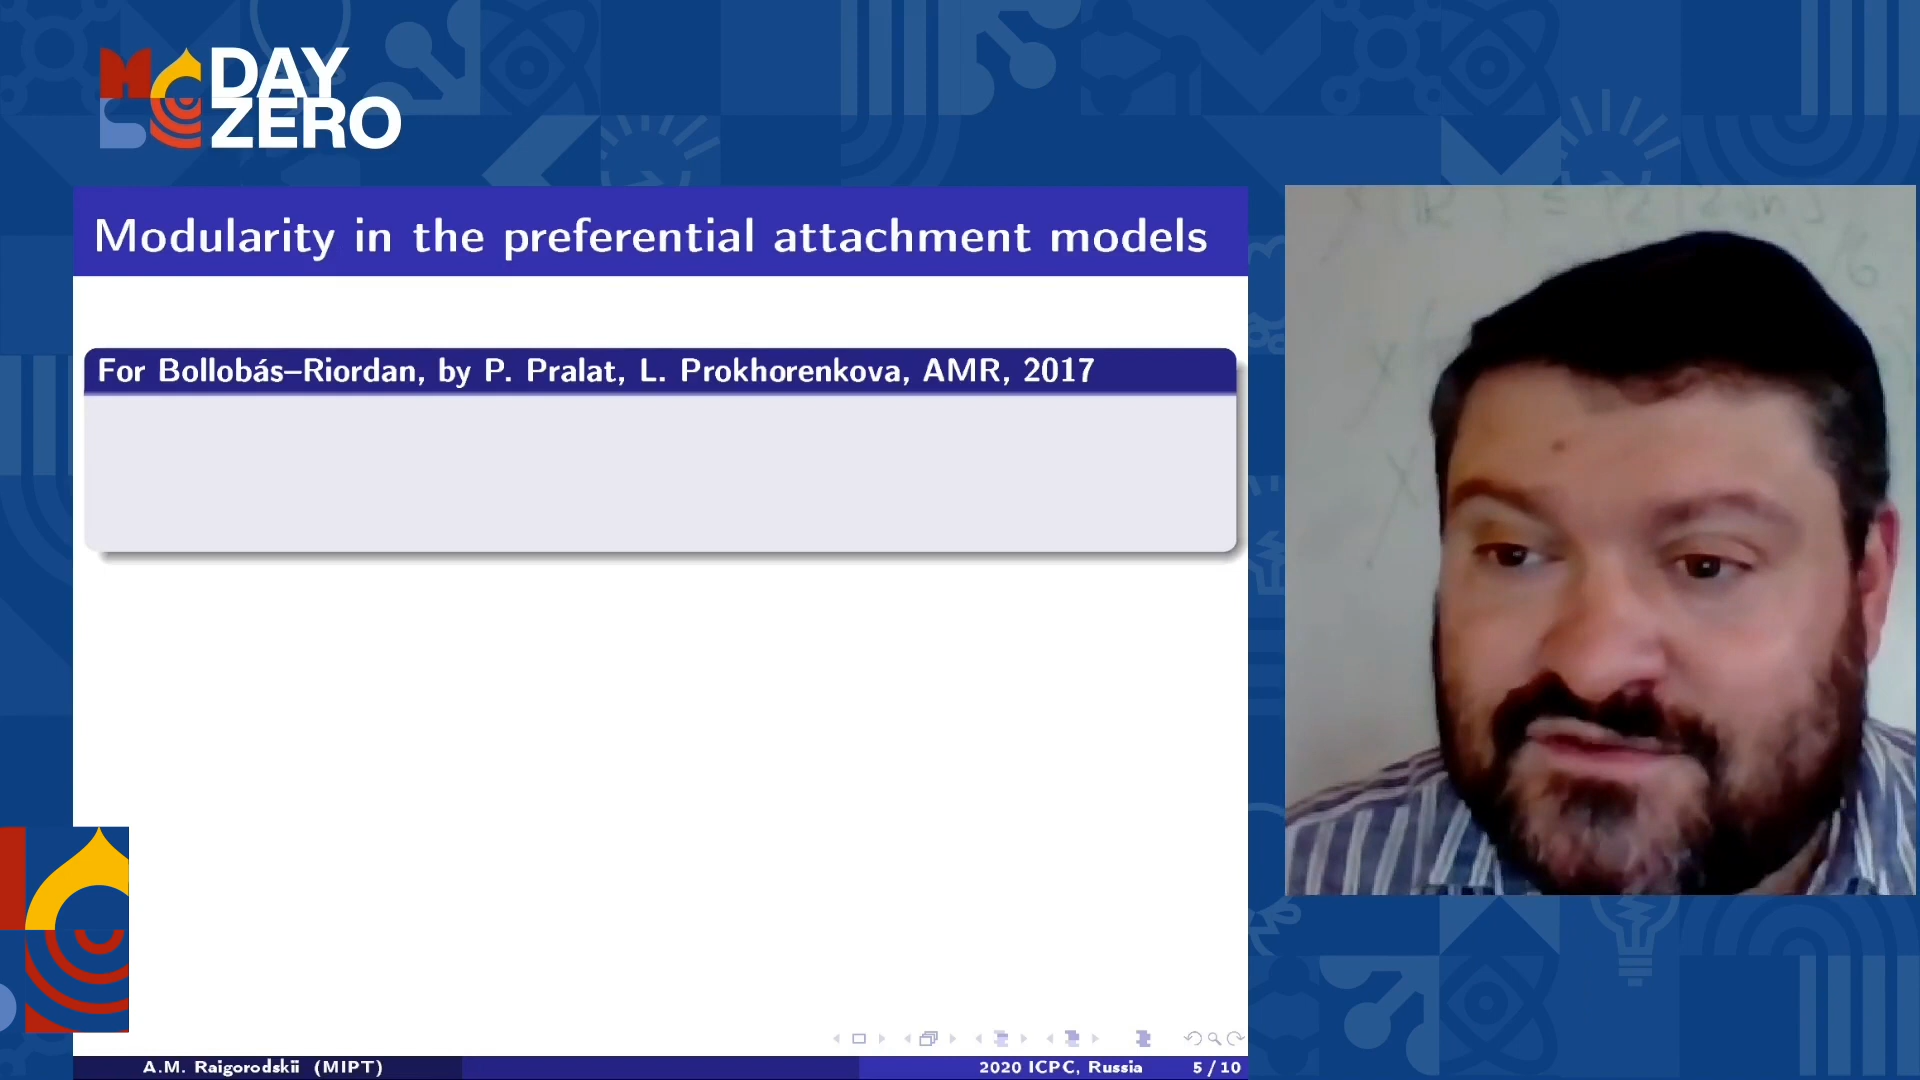 DAY
ZERO
Modularity in the preferential attachment models
For Bollobás–Riordan, by P. Pralat, L. Prokhorenkova, AMR, 2017
A.M. Raigorodskii (MIPT)
2020 ICPC, Russia
5 / 10